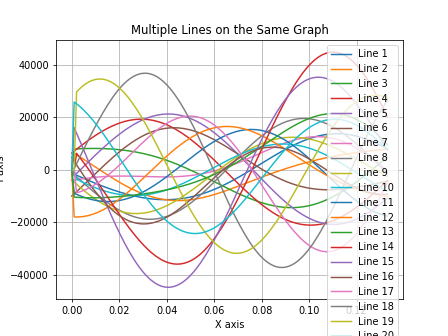 Multiple Lines on the Same Graph
40000
20000
0
−20000
−40000
0.00
0.02
0.04
0.06
0.08
0.10
X axis
Line 1
Line 2
Line 3
Line 4
Line 5
Line 6
Line 7
Line 8
Line 9
Line 10
Line 11
Line 12
Line 13
Line 14
Line 15
Line 16
Line 17
Line 18
Line 19
Line 20